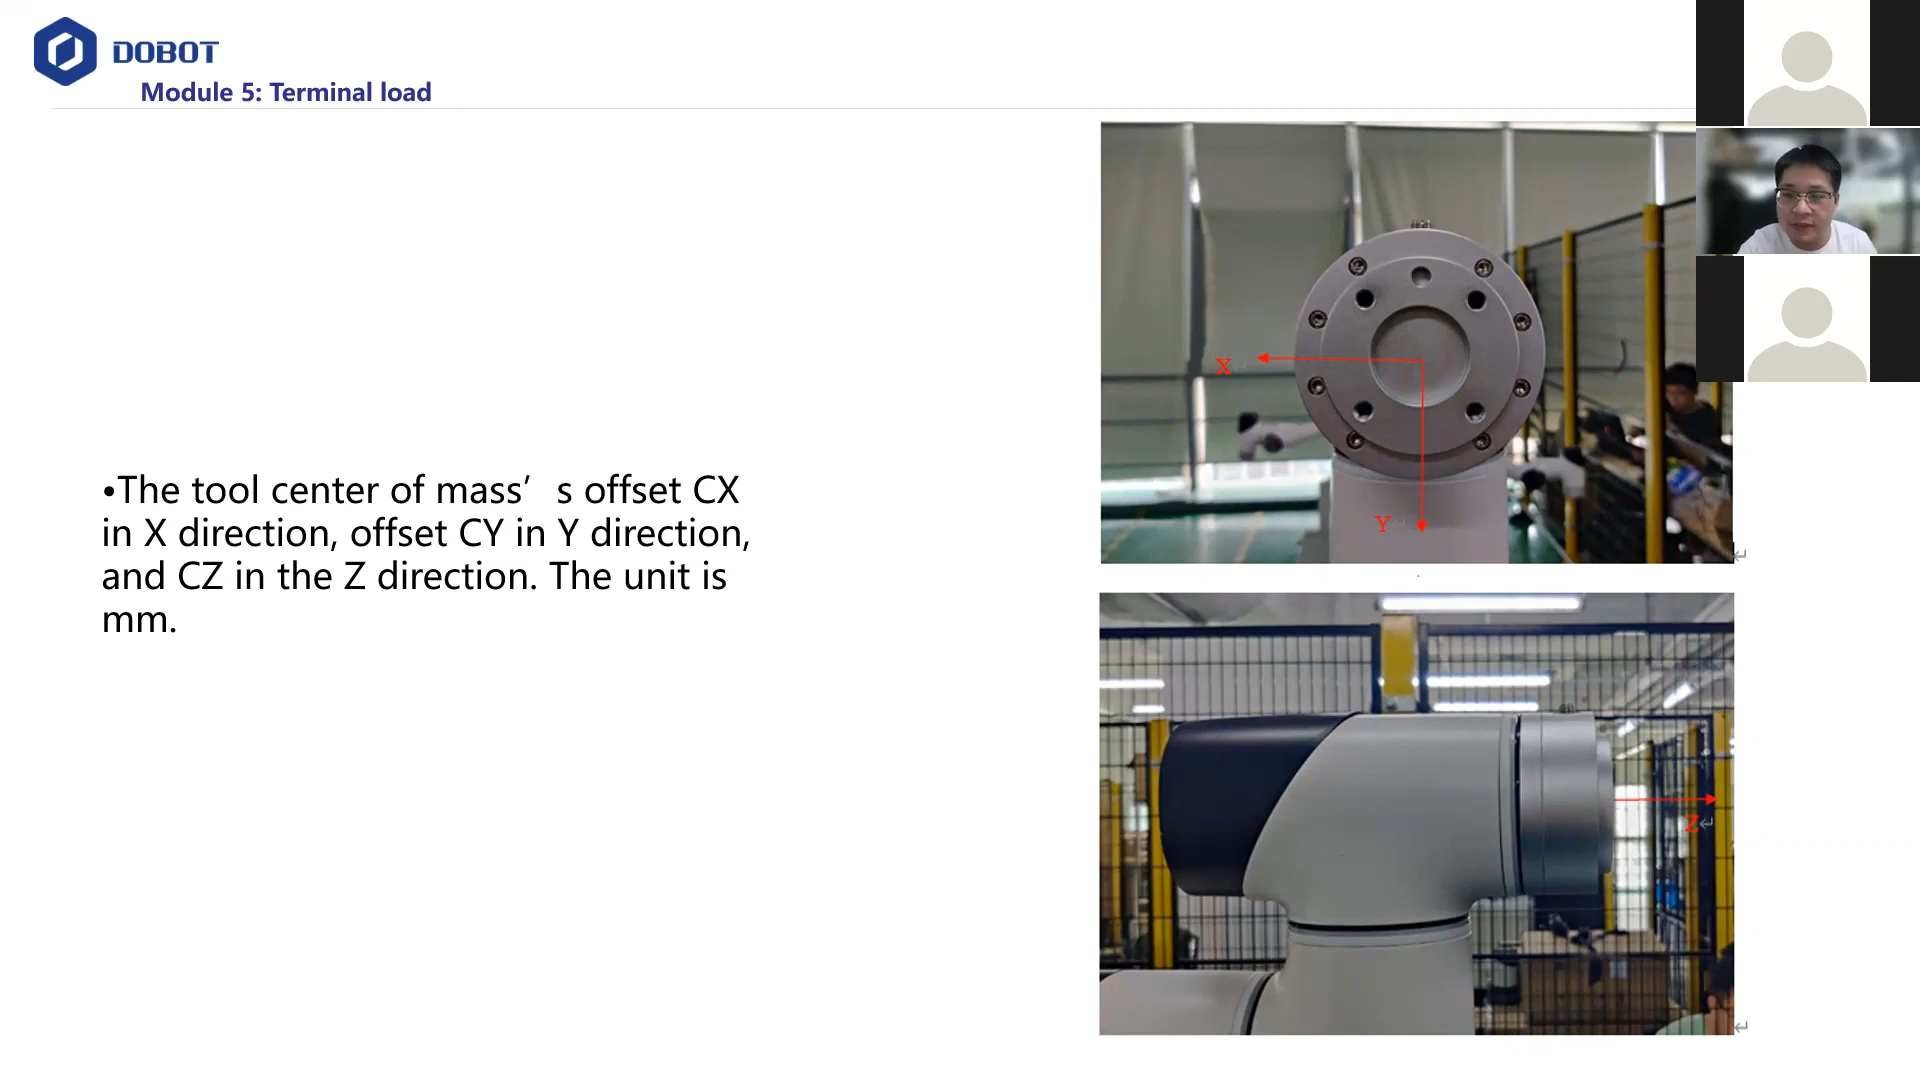 DOBOT
Module 5: Terminal load
•The tool center of mass’ s offset CX
in X direction, offset CY in Y direction,
and CZ in the Z direction. The unit is
mm.
X
Y
Z